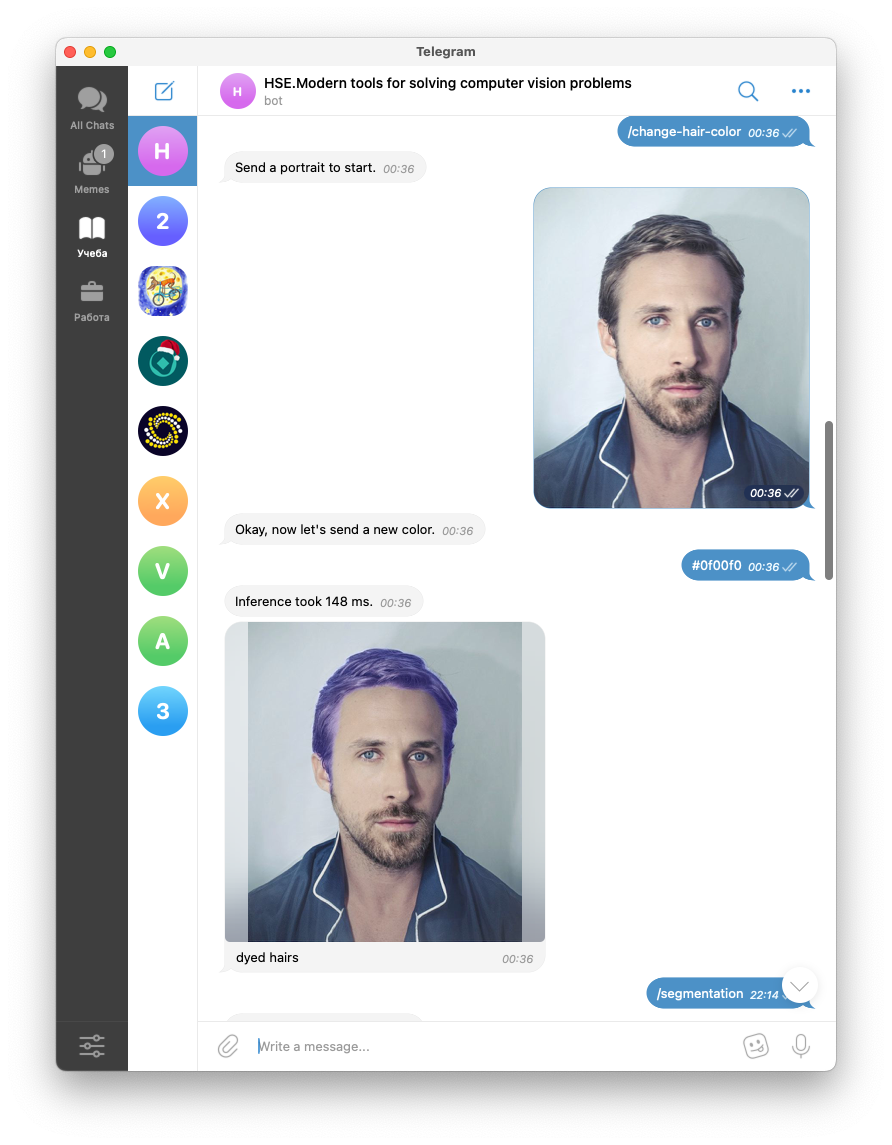 Telegram
All Chats
1
Memes
Учеба
Работа
H
2
X
V
A
3
H
HSE.Modern tools for solving computer vision problems
bot
/change-hair-color 00:36
Send a portrait to start. 00:36
00:36
Okay, now let's send a new color. 00:36
#0f00f0 00:36
Inference took 148 ms. 00:36
dyed hairs 00:36
/segmentation 22:14
Write a message...